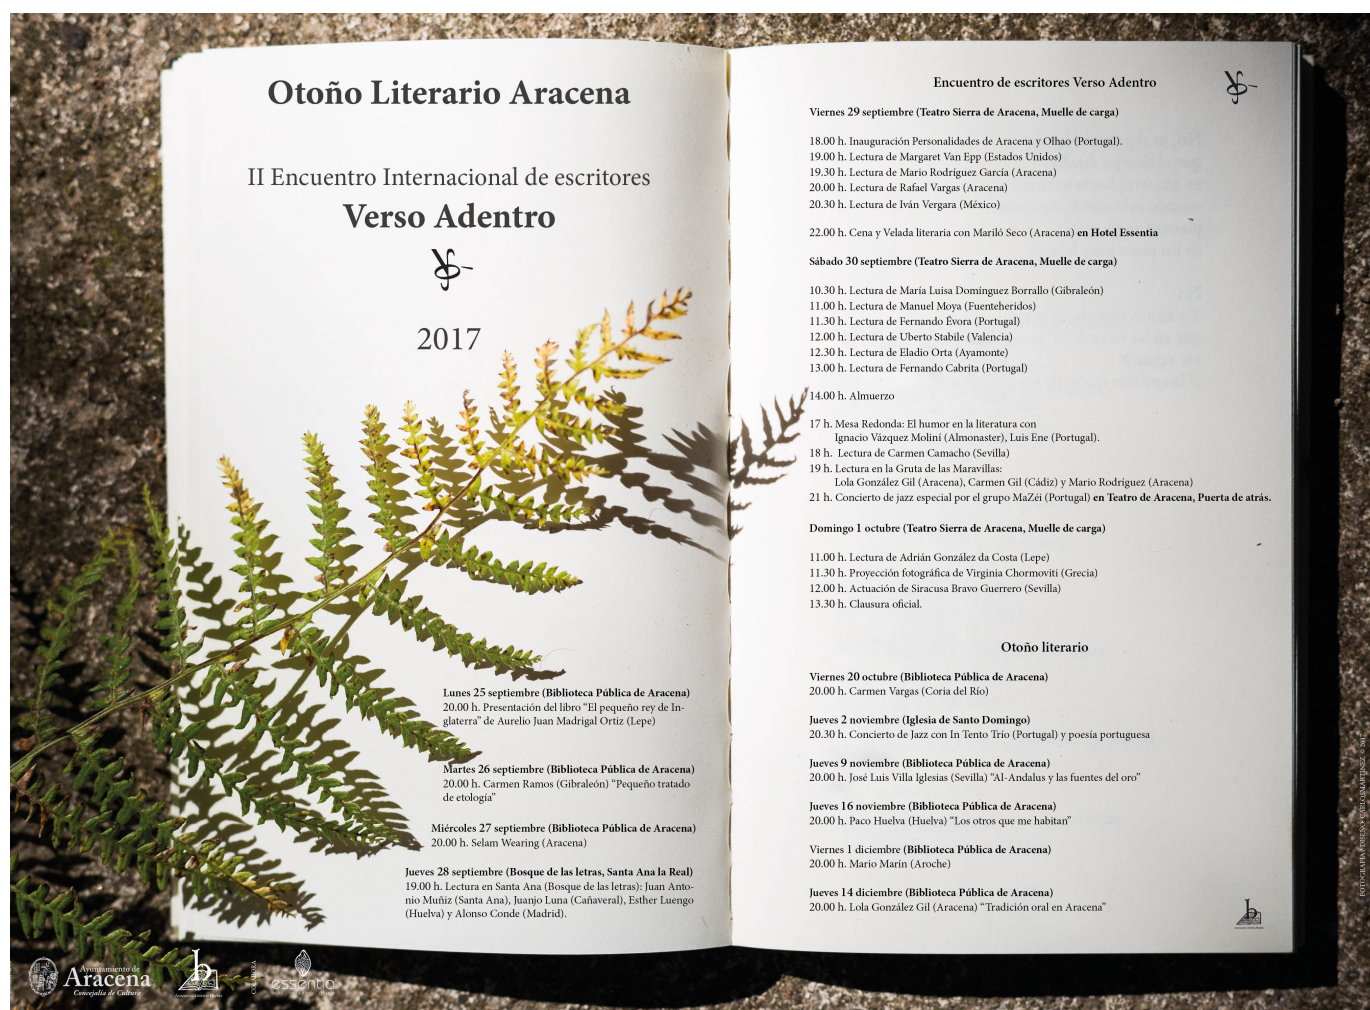 Otoño Literario Aracena
II Encuentro Internacional de escritores
Verso Adentro
2017
Lunes 25 septiembre (Biblioteca Pública de Aracena)
20.00 h. Presentación del libro “El pequeño rey de In-
glaterra” de Aurelio Juan Madrigal Ortiz (Lepe)
Martes 26 septiembre (Biblioteca Pública de Aracena)
20.00 h. Carmen Ramos (Gibraleón) “Pequeño tratado
de etología”
Miércoles 27 septiembre (Biblioteca Pública de Aracena)
20.00 h. Selam Wearing (Aracena)
Jueves 28 septiembre (Bosque de las letras, Santa Ana la Real)
19.00 h. Lectura en Santa Ana (Bosque de las letras): Juan Anto-
nio Muñiz (Santa Ana), Juanjo Luna (Cañaveral), Esther Luengo
(Huelva) y Alonso Conde (Madrid).
Encuentro de escritores Verso Adentro
Viernes 29 septiembre (Teatro Sierra de Aracena, Muelle de carga)
18.00 h. Inauguración Personalidades de Aracena y Olhao (Portugal).
19.00 h. Lectura de Margaret Van Epp (Estados Unidos)
19.30 h. Lectura de Mario Rodríguez García (Aracena)
20.00 h. Lectura de Rafael Vargas (Aracena)
20.30 h. Lectura de Iván Vergara (México)
22.00 h. Cena y Velada literaria con Mariló Seco (Aracena) en Hotel Essentia
Sábado 30 septiembre (Teatro Sierra de Aracena, Muelle de carga)
10.30 h. Lectura de María Luisa Domínguez Borrallo (Gibraleón)
11.00 h. Lectura de Manuel Moya (Fuenteheridos)
11.30 h. Lectura de Fernando Évora (Portugal)
12.00 h. Lectura de Uberto Stabile (Valencia)
12.30 h. Lectura de Eladio Orta (Ayamonte)
13.00 h. Lectura de Fernando Cabrita (Portugal)
14.00 h. Almuerzo
17 h. Mesa Redonda: El humor en la literatura con
Ignacio Vázquez Moliní (Almonaster), Luis Ene (Portugal).
18 h. Lectura de Carmen Camacho (Sevilla)
19 h. Lectura en la Gruta de las Maravillas:
Lola González Gil (Aracena), Carmen Gil (Cádiz) y Mario Rodríguez (Aracena)
21 h. Concierto de jazz especial por el grupo MaZéi (Portugal) en Teatro de Aracena, Puerta de atrás.
Domingo 1 octubre (Teatro Sierra de Aracena, Muelle de carga)
11.00 h. Lectura de Adrián González da Costa (Lepe)
11.30 h. Proyección fotográfica de Virginia Chormoviti (Grecia)
12.00 h. Actuación de Siracusa Bravo Guerrero (Sevilla)
13.30 h. Clausura oficial.
Otoño literario
Viernes 20 octubre (Biblioteca Pública de Aracena)
20.00 h. Carmen Vargas (Coria del Río)
Jueves 2 noviembre (Iglesia de Santo Domingo)
20.30 h. Concierto de Jazz con In Tento Trío (Portugal) y poesía portuguesa
Jueves 9 noviembre (Biblioteca Pública de Aracena)
20.00 h. José Luis Villa Iglesias (Sevilla) “Al-Andalus y las fuentes del oro”
Jueves 16 noviembre (Biblioteca Pública de Aracena)
20.00 h. Paco Huelva (Huelva) “Los otros que me habitan”
Viernes 1 diciembre (Biblioteca Pública de Aracena)
20.00 h. Mario Marín (Aroche)
Jueves 14 diciembre (Biblioteca Pública de Aracena)
20.00 h. Lola González Gil (Aracena) “Tradición oral en Aracena”
Ayuntamiento de
Aracena
Concejalía de Cultura
COLABORA
essentia
FOTOGRAFÍA / DISEÑO: CARLOSMARTINEZ © 2017